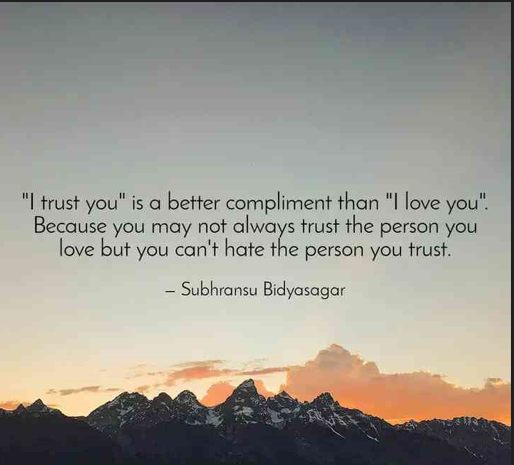 "I trust you" is a better compliment than "I love you".
Because you may not always trust the person you
love but you can't hate the person you trust.
– Subhransu Bidyasagar